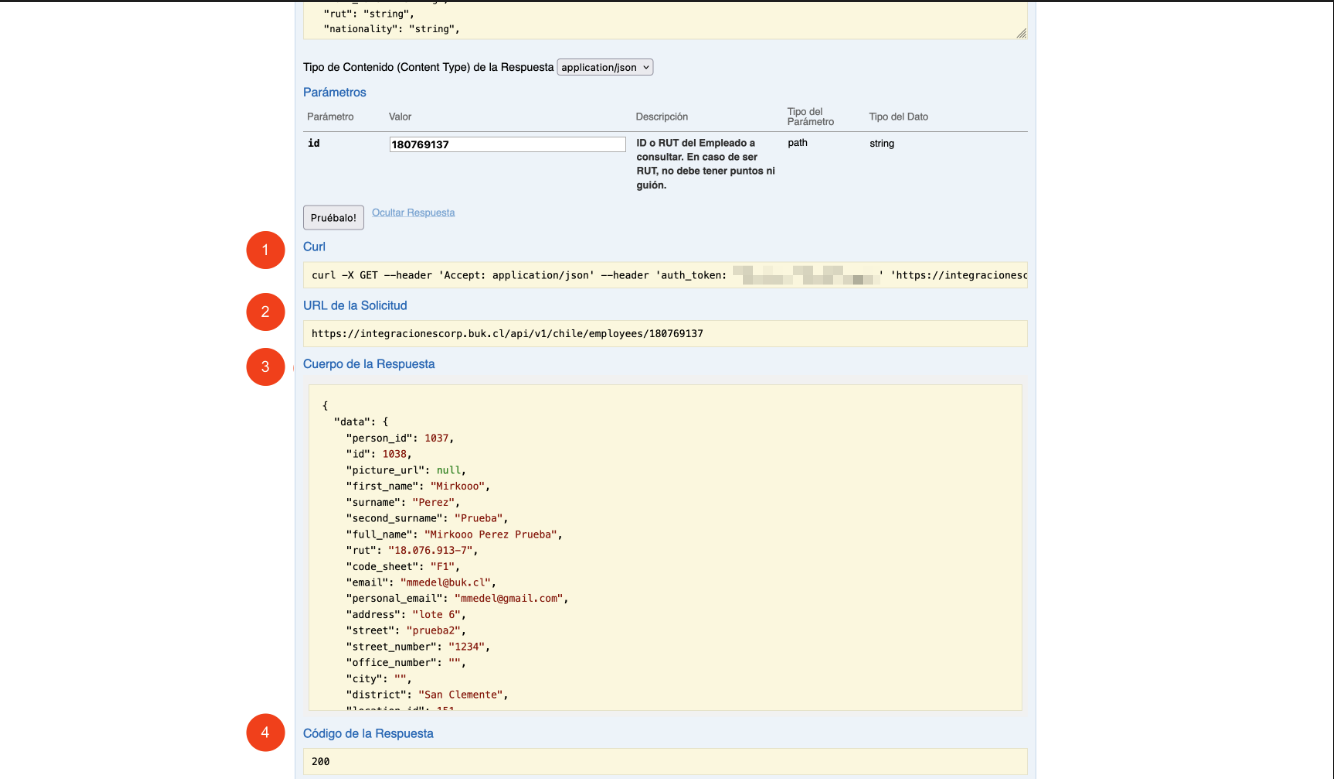 "rut": "string",
"nationality": "string",
Tipo de Contenido (Content Type) de la Respuesta application/json
Parámetros
Parámetro Valor Descripción Tipo del Parámetro Tipo del Dato
id 180769137 ID o RUT del Empleado a consultar. En caso de ser RUT, no debe tener puntos ni guión. path string
Pruébalo! Ocultar Respuesta
1 Curl
curl -X GET --header 'Accept: application/json' --header 'auth_token: ' 'https://integracionesc
2 URL de la Solicitud
https://integracionescorp.buk.cl/api/v1/chile/employees/180769137
3 Cuerpo de la Respuesta
{
"data": {
"person_id": 1037,
"id": 1038,
"picture_url": null,
"first_name": "Mirkooo",
"surname": "Perez",
"second_surname": "Prueba",
"full_name": "Mirkooo Perez Prueba",
"rut": "18.076.913-7",
"code_sheet": "F1",
"email": "mmedel@buk.cl",
"personal_email": "mmedel@gmail.com",
"address": "lote 6",
"street": "prueba2",
"street_number": "1234",
"office_number": "",
"city": "",
"district": "San Clemente",
"location_id": 151
4 Código de la Respuesta
200